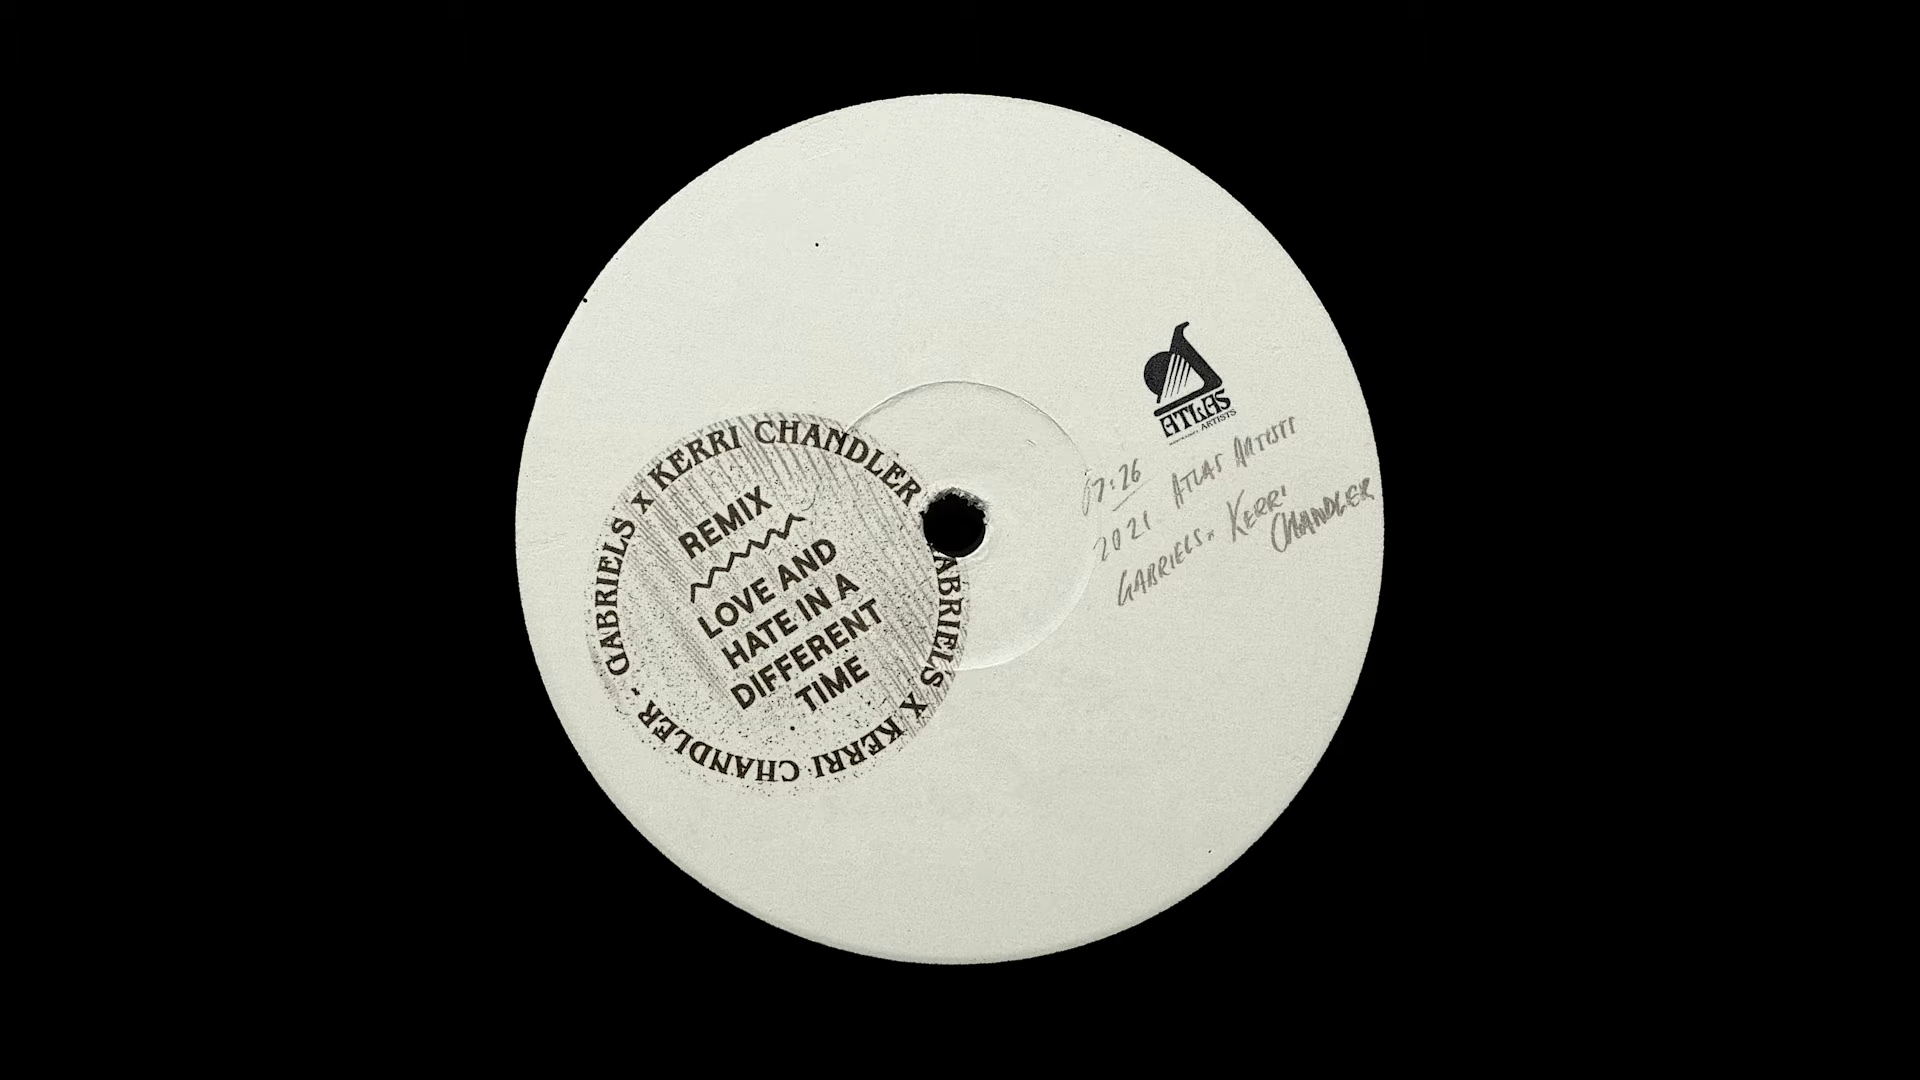 GABRIELS X KERRI CHANDLER
ABRIELS X KERRI CHANDLER -
REMIX
LOVE AND
HATE IN A
DIFFERENT
TIME
ATLAS
ARTISTS
07:26
2021 ATLAS ARTISTS
GABRIELS x KERRI
CHANDLER